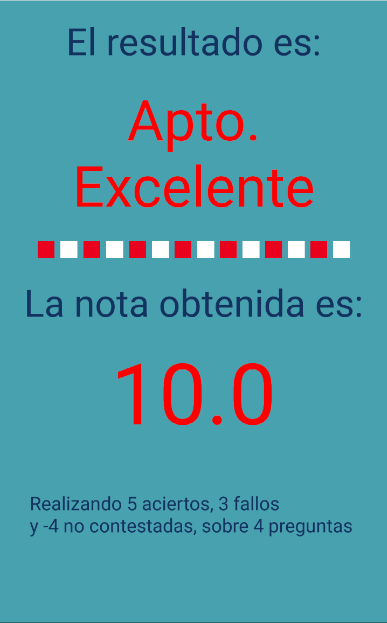 El resultado es:
Apto.
Excelente
La nota obtenida es:
10.0
Realizando 5 aciertos, 3 fallos
y -4 no contestadas, sobre 4 preguntas